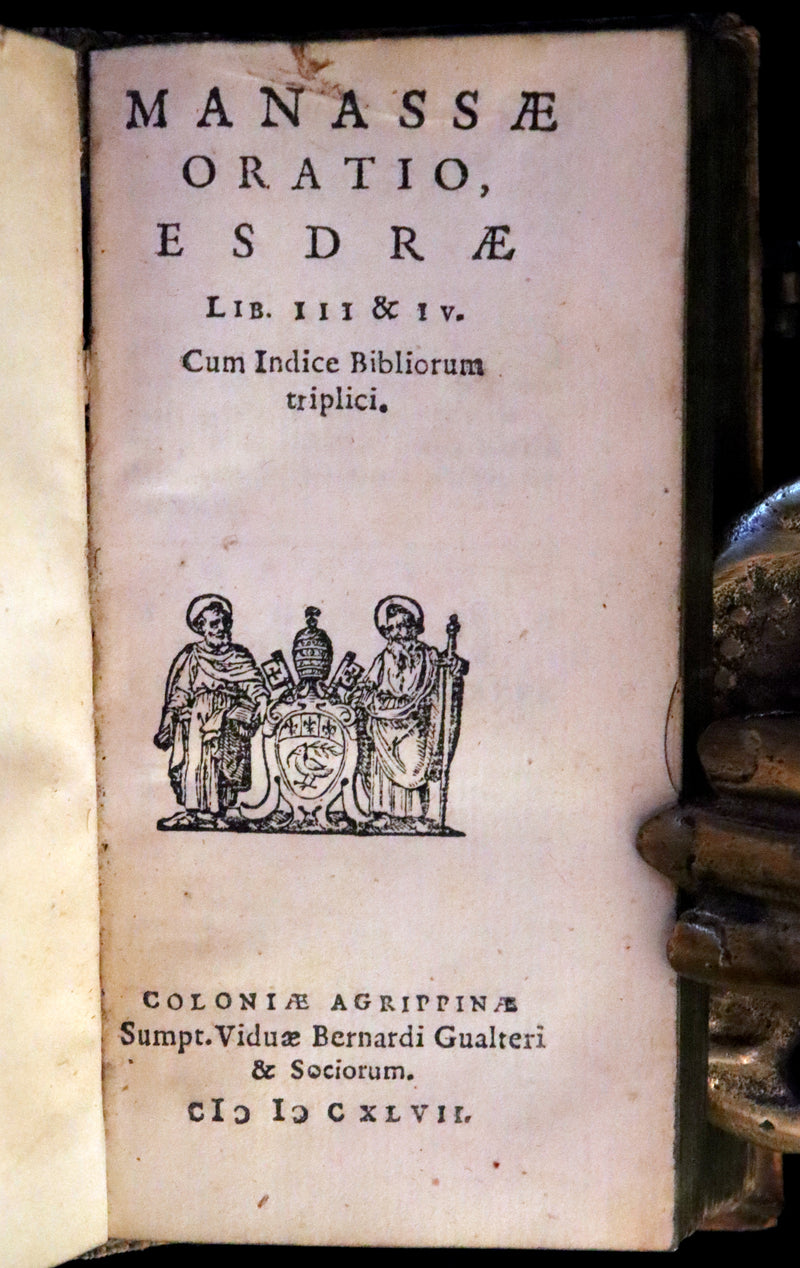 MANASSÆ
ORATIO,
ESDRÆ
LIB. III & IV.
Cum Indice Bibliorum
triplici.
COLONIÆ AGRIPPINÆ
Sumpt. Viduæ Bernardi Gualteri
& Sociorum.
CIↃ IↃ C XLVII.